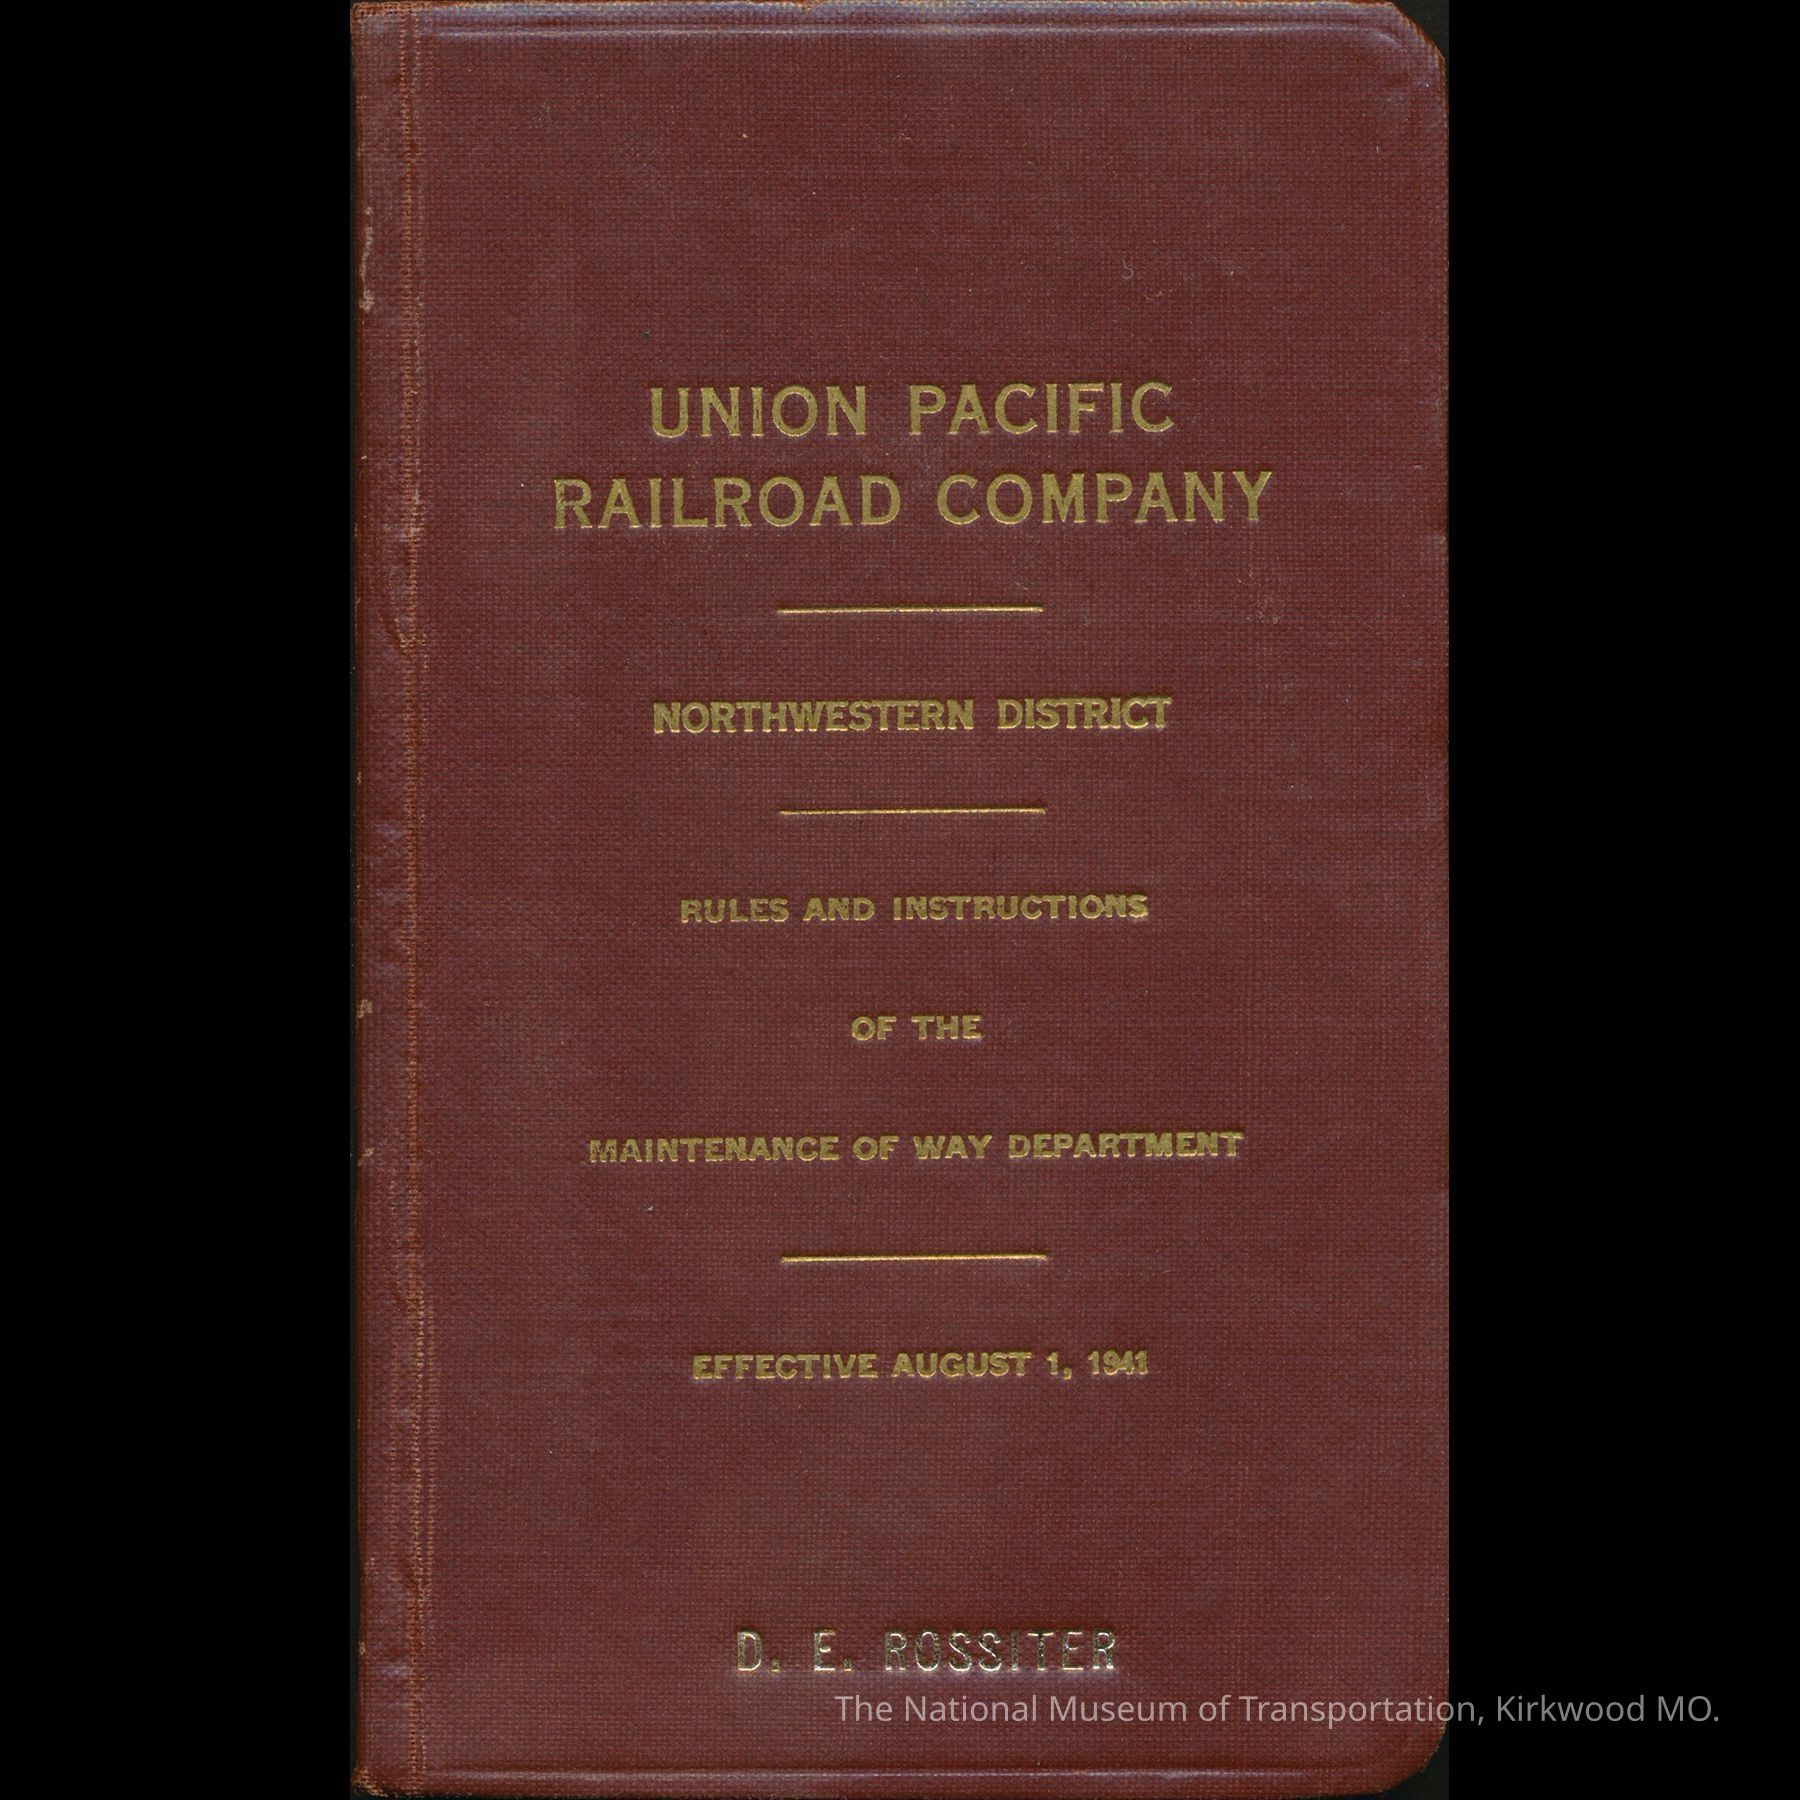 UNION PACIFIC
RAILROAD COMPANY
NORTHWESTERN DISTRICT
RULES AND INSTRUCTIONS
OF THE
MAINTENANCE OF WAY DEPARTMENT
EFFECTIVE AUGUST 1, 1941
D. E. ROSSITER
The National Museum of Transportation, Kirkwood MO.